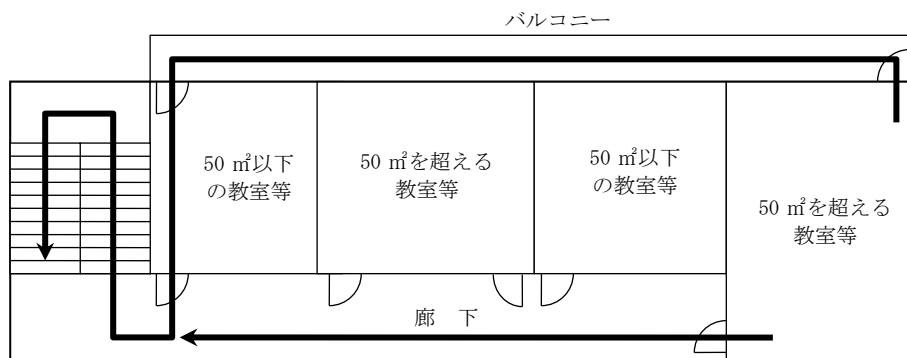 バルコニー
50 ㎡以下
の教室等
50 ㎡を超える
教室等
50 ㎡以下
の教室等
50 ㎡を超える
教室等
廊　下